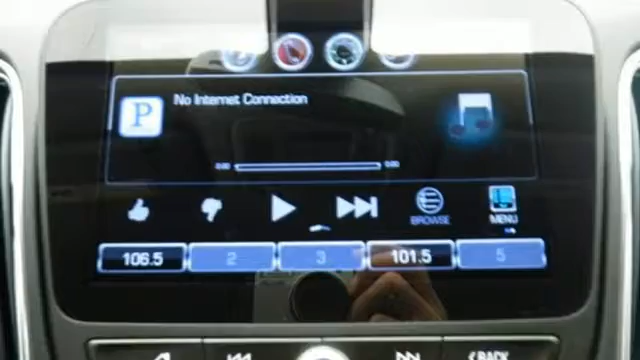 No Internet Connection
P
0:00 0:00
BROWSE MENU
106.5 2 3 101.5 5
BACK